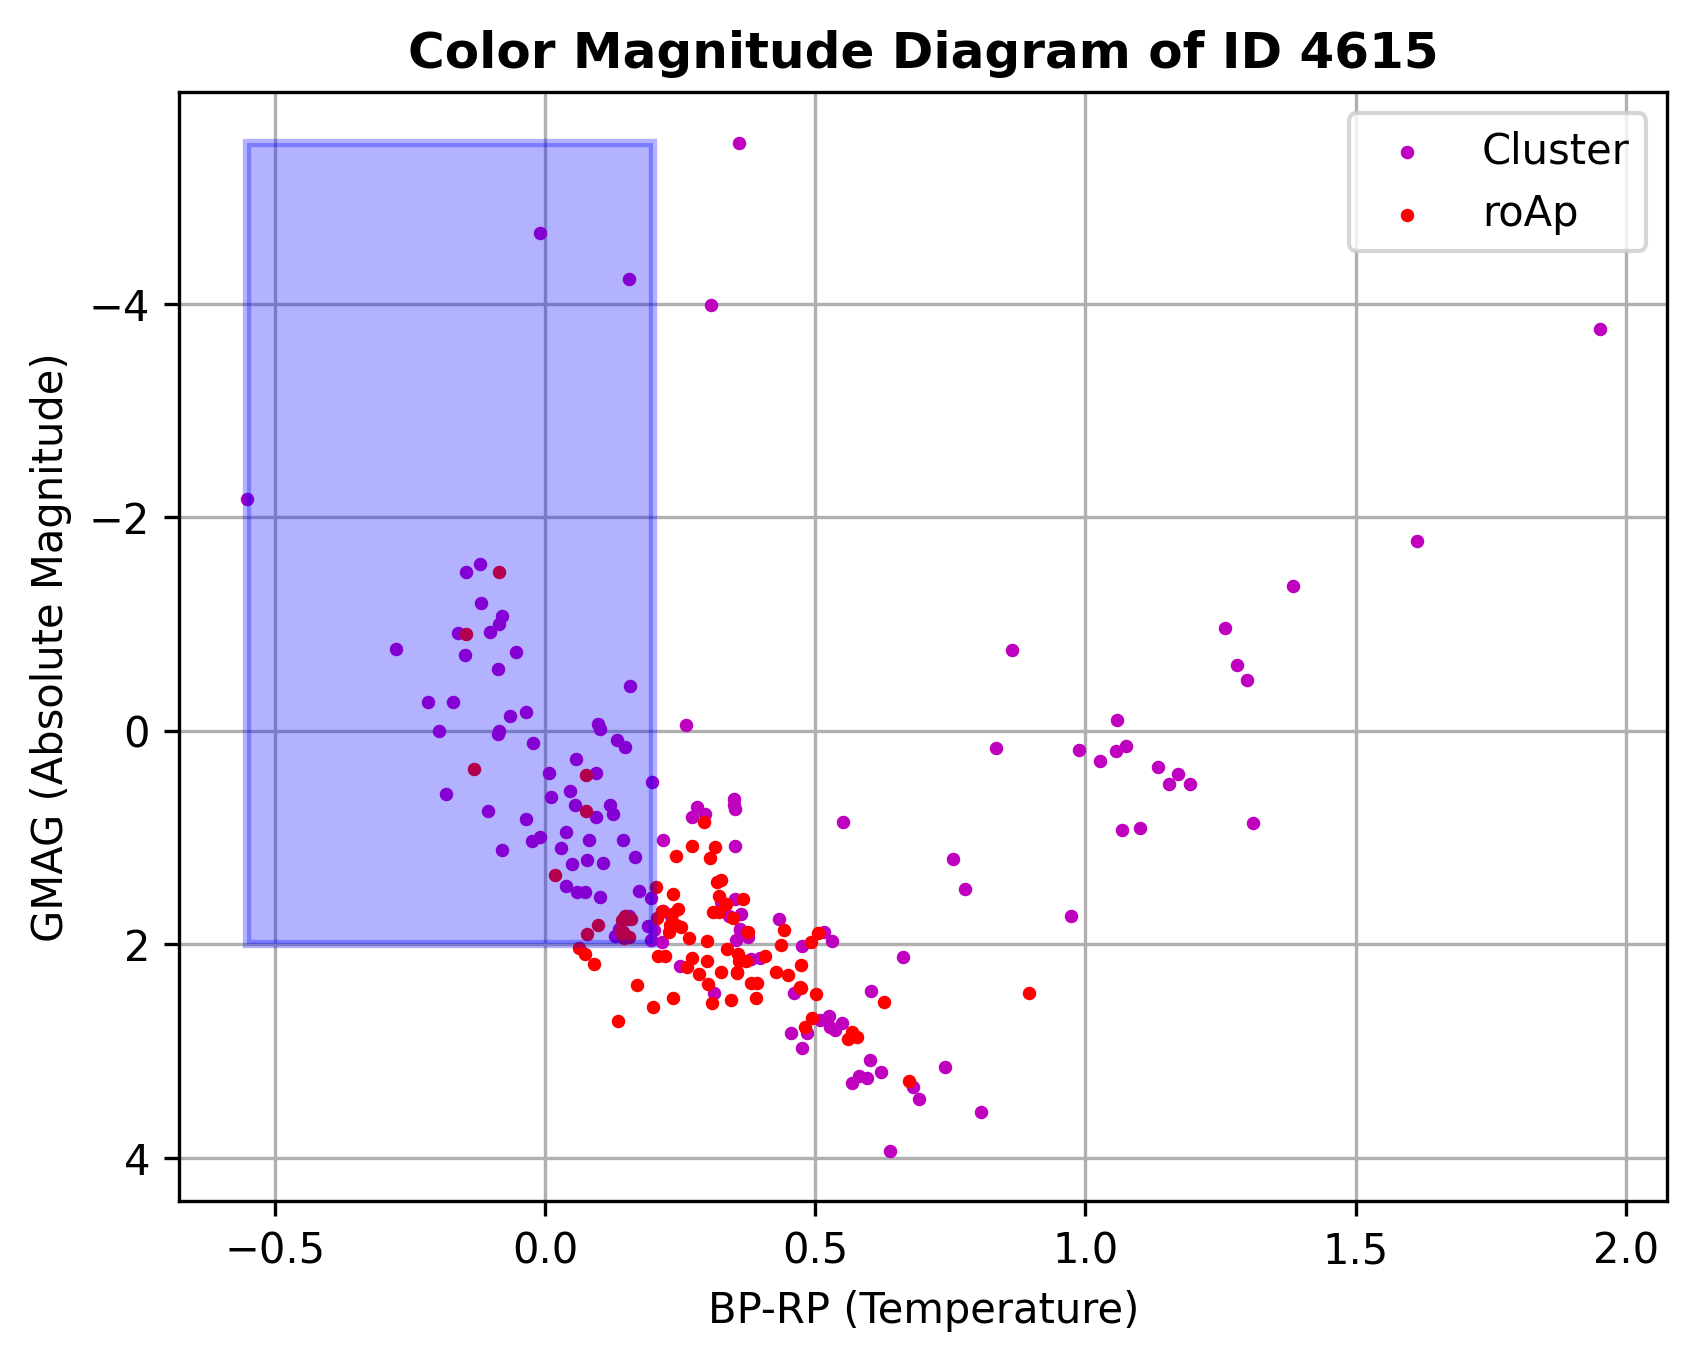 Color Magnitude Diagram of ID 4615
Cluster
roAp
GMAG (Absolute Magnitude)
−4
−2
0
2
4
−0.5 0.0 0.5 1.0 1.5 2.0
BP-RP (Temperature)